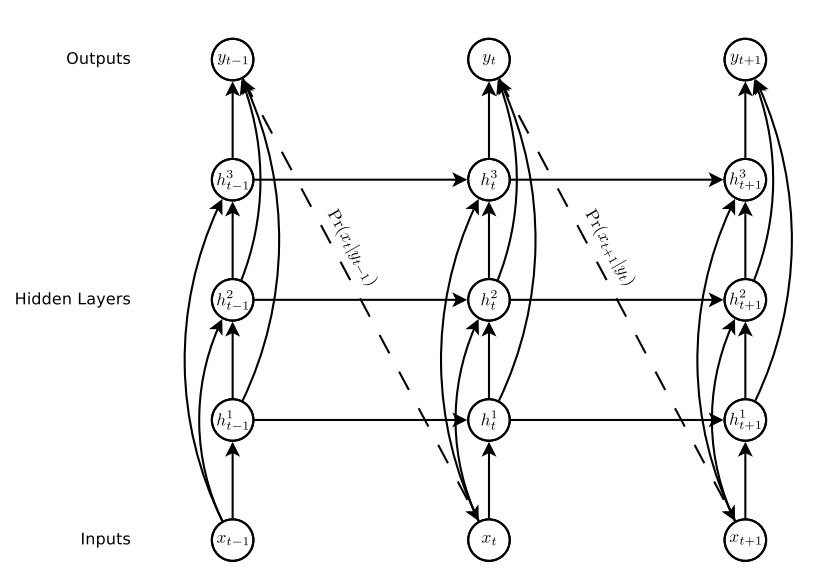 Outputs y_{t−1} y_t y_{t+1}
h^3_{t−1} h^3_t h^3_{t+1}
Pr(x_t|y_{t−1}) Pr(x_{t+1}|y_t)
Hidden Layers h^2_{t−1} h^2_t h^2_{t+1}
h^1_{t−1} h^1_t h^1_{t+1}
Inputs x_{t−1} x_t x_{t+1}